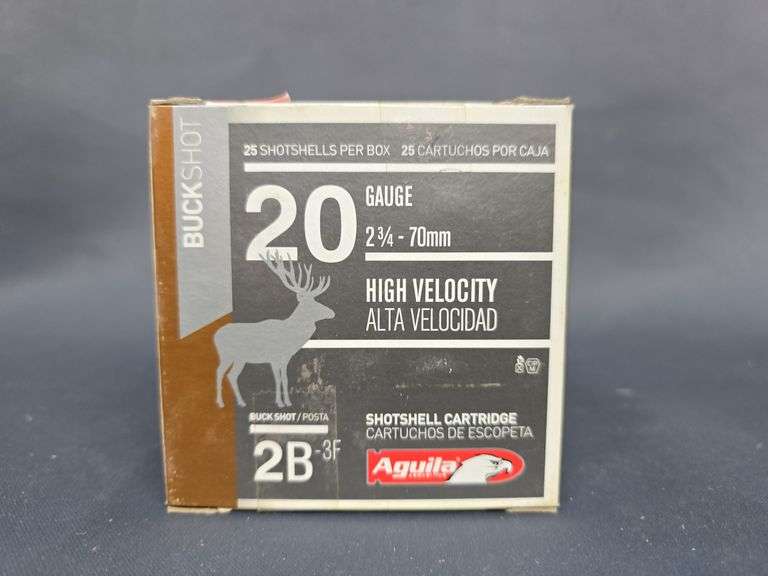 BUCKSHOT
25 SHOTSHELLS PER BOX 25 CARTUCHOS POR CAJA
20 GAUGE
2 3/4 - 70mm
HIGH VELOCITY
ALTA VELOCIDAD
BUCK SHOT / POSTA
2B-3F
SHOTSHELL CARTRIDGE
CARTUCHOS DE ESCOPETA
Aguila